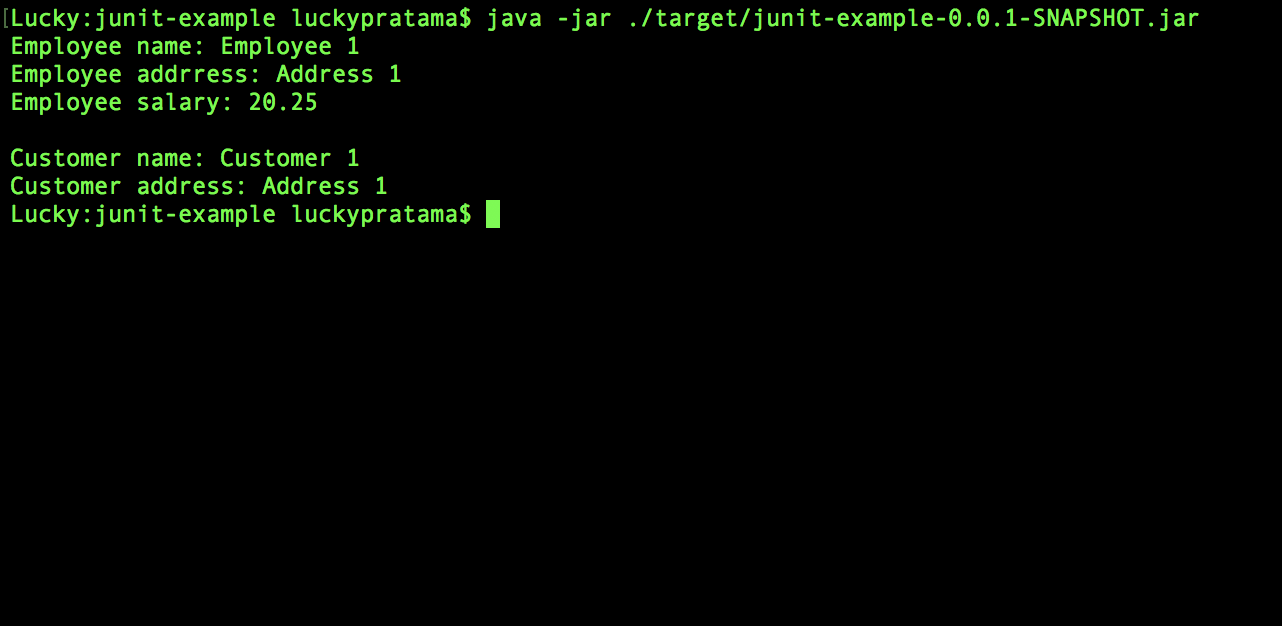 [Lucky:junit-example luckypratama$ java -jar ./target/junit-example-0.0.1-SNAPSHOT.jar
Employee name: Employee 1
Employee addrress: Address 1
Employee salary: 20.25
Customer name: Customer 1
Customer address: Address 1
Lucky:junit-example luckypratama$